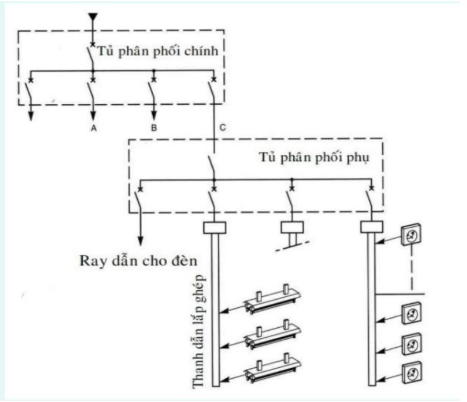 Tủ phân phối chính
A
B
C
Tủ phân phối phụ
Ray dẫn cho đèn
Thanh dẫn lắp ghép